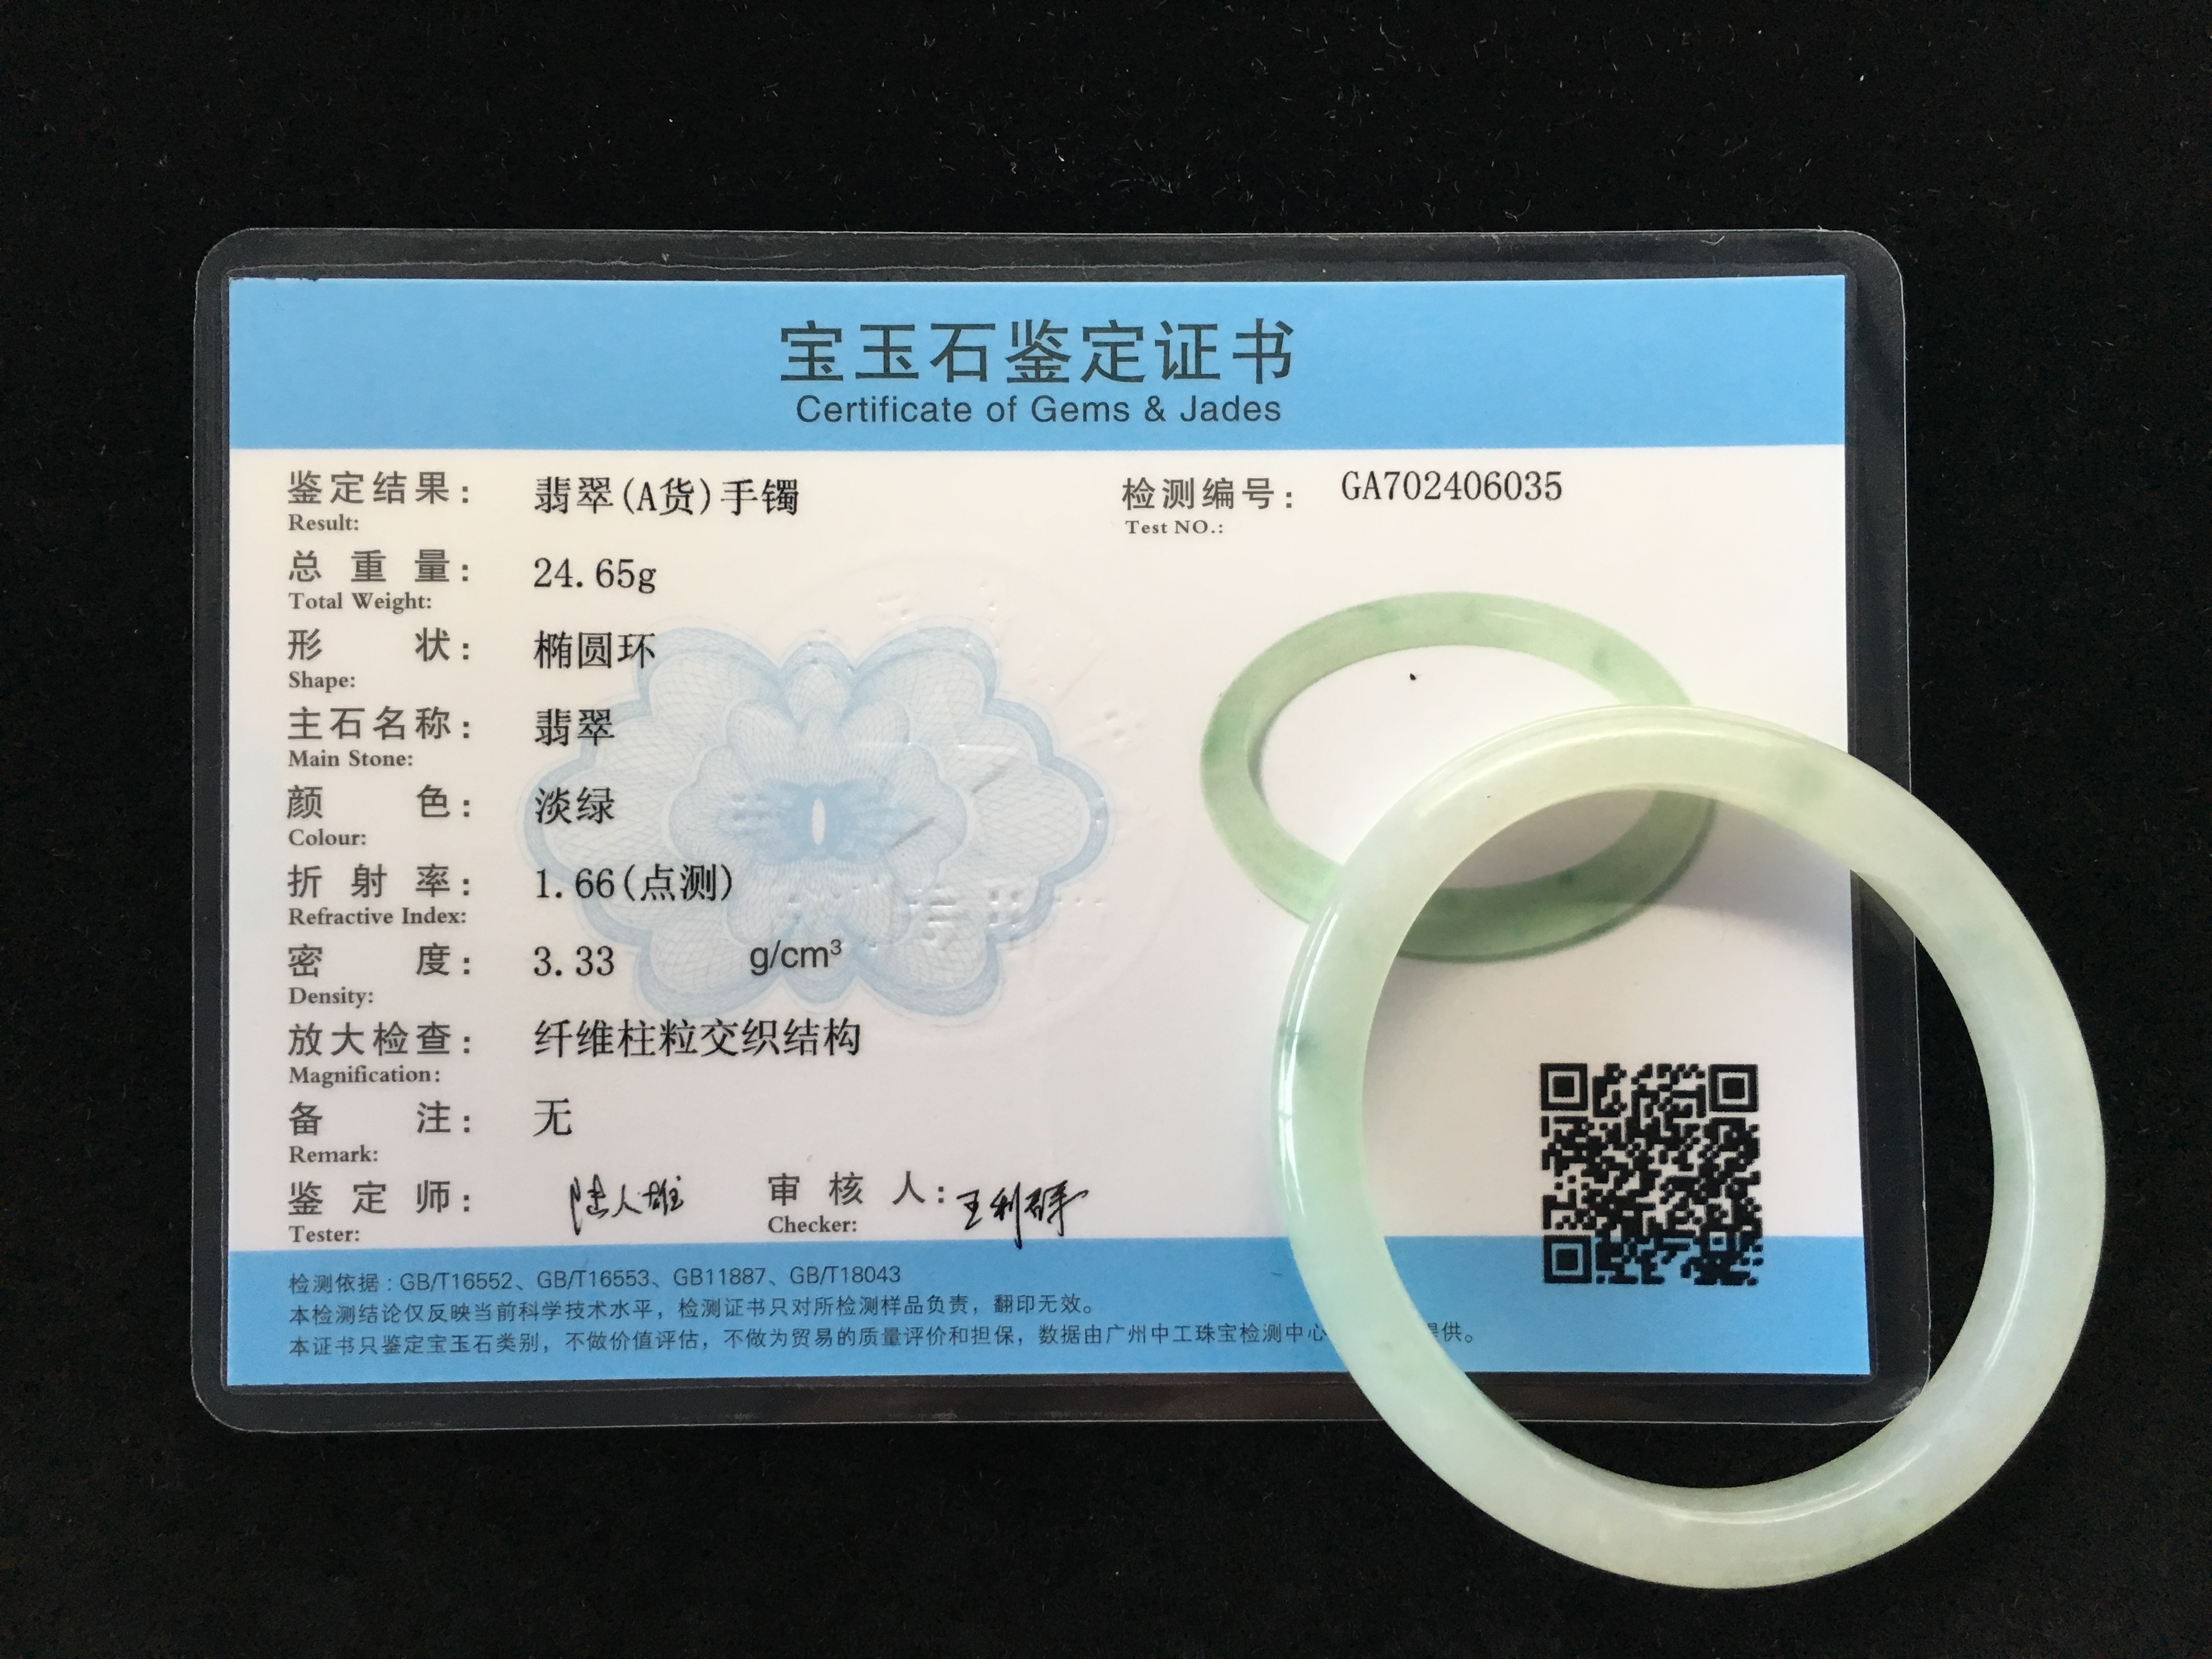 宝玉石鉴定证书
Certificate of Gems & Jades
鉴定结果: 翡翠(A货)手镯
Result:
检测编号: GA702406035
Test NO.:
总重量: 24.65g
Total Weight:
形状: 椭圆环
Shape:
主石名称: 翡翠
Main Stone:
颜色: 淡绿
Colour:
折射率: 1.66(点测)
Refractive Index:
密度: 3.33 g/cm³
Density:
放大检查: 纤维柱粒交织结构
Magnification:
备注: 无
Remark:
鉴定师: 陆人雄 审核人: 王利
Tester: Checker:
检测依据:GB/T16552、GB/T16553、GB11887、GB/T18043
本检测结论仅反映当前科学技术水平，检测证书只对所检测样品负责，翻印无效。
本证书只鉴定宝玉石类别，不做价值评估，不做为贸易的质量评价和担保，数据由广州中工珠宝检测中心 提供。